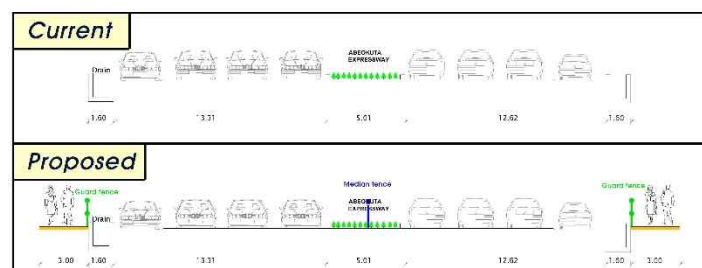 Current
Drain
ABEOKUTA
EXPRESSWAY
1.60 13.31 5.01 12.62 1.60
Proposed
Guard fence Median fence Guard fence
Drain
ABEOKUTA
EXPRESSWAY
3.00 1.60 13.31 5.01 12.62 1.60 3.00